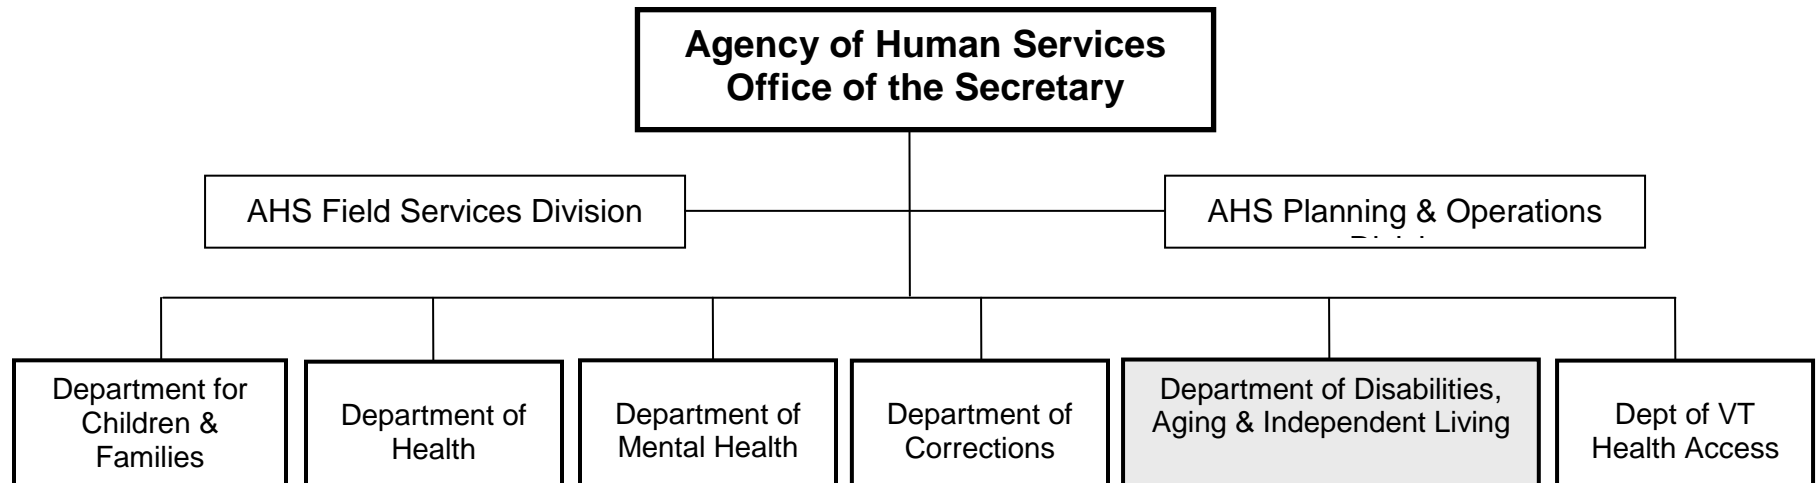 Agency of Human Services
Office of the Secretary
AHS Field Services Division
AHS Planning & Operations
Department for
Children &
Families
Department of
Health
Department of
Mental Health
Department of
Corrections
Department of Disabilities,
Aging & Independent Living
Dept of VT
Health Access